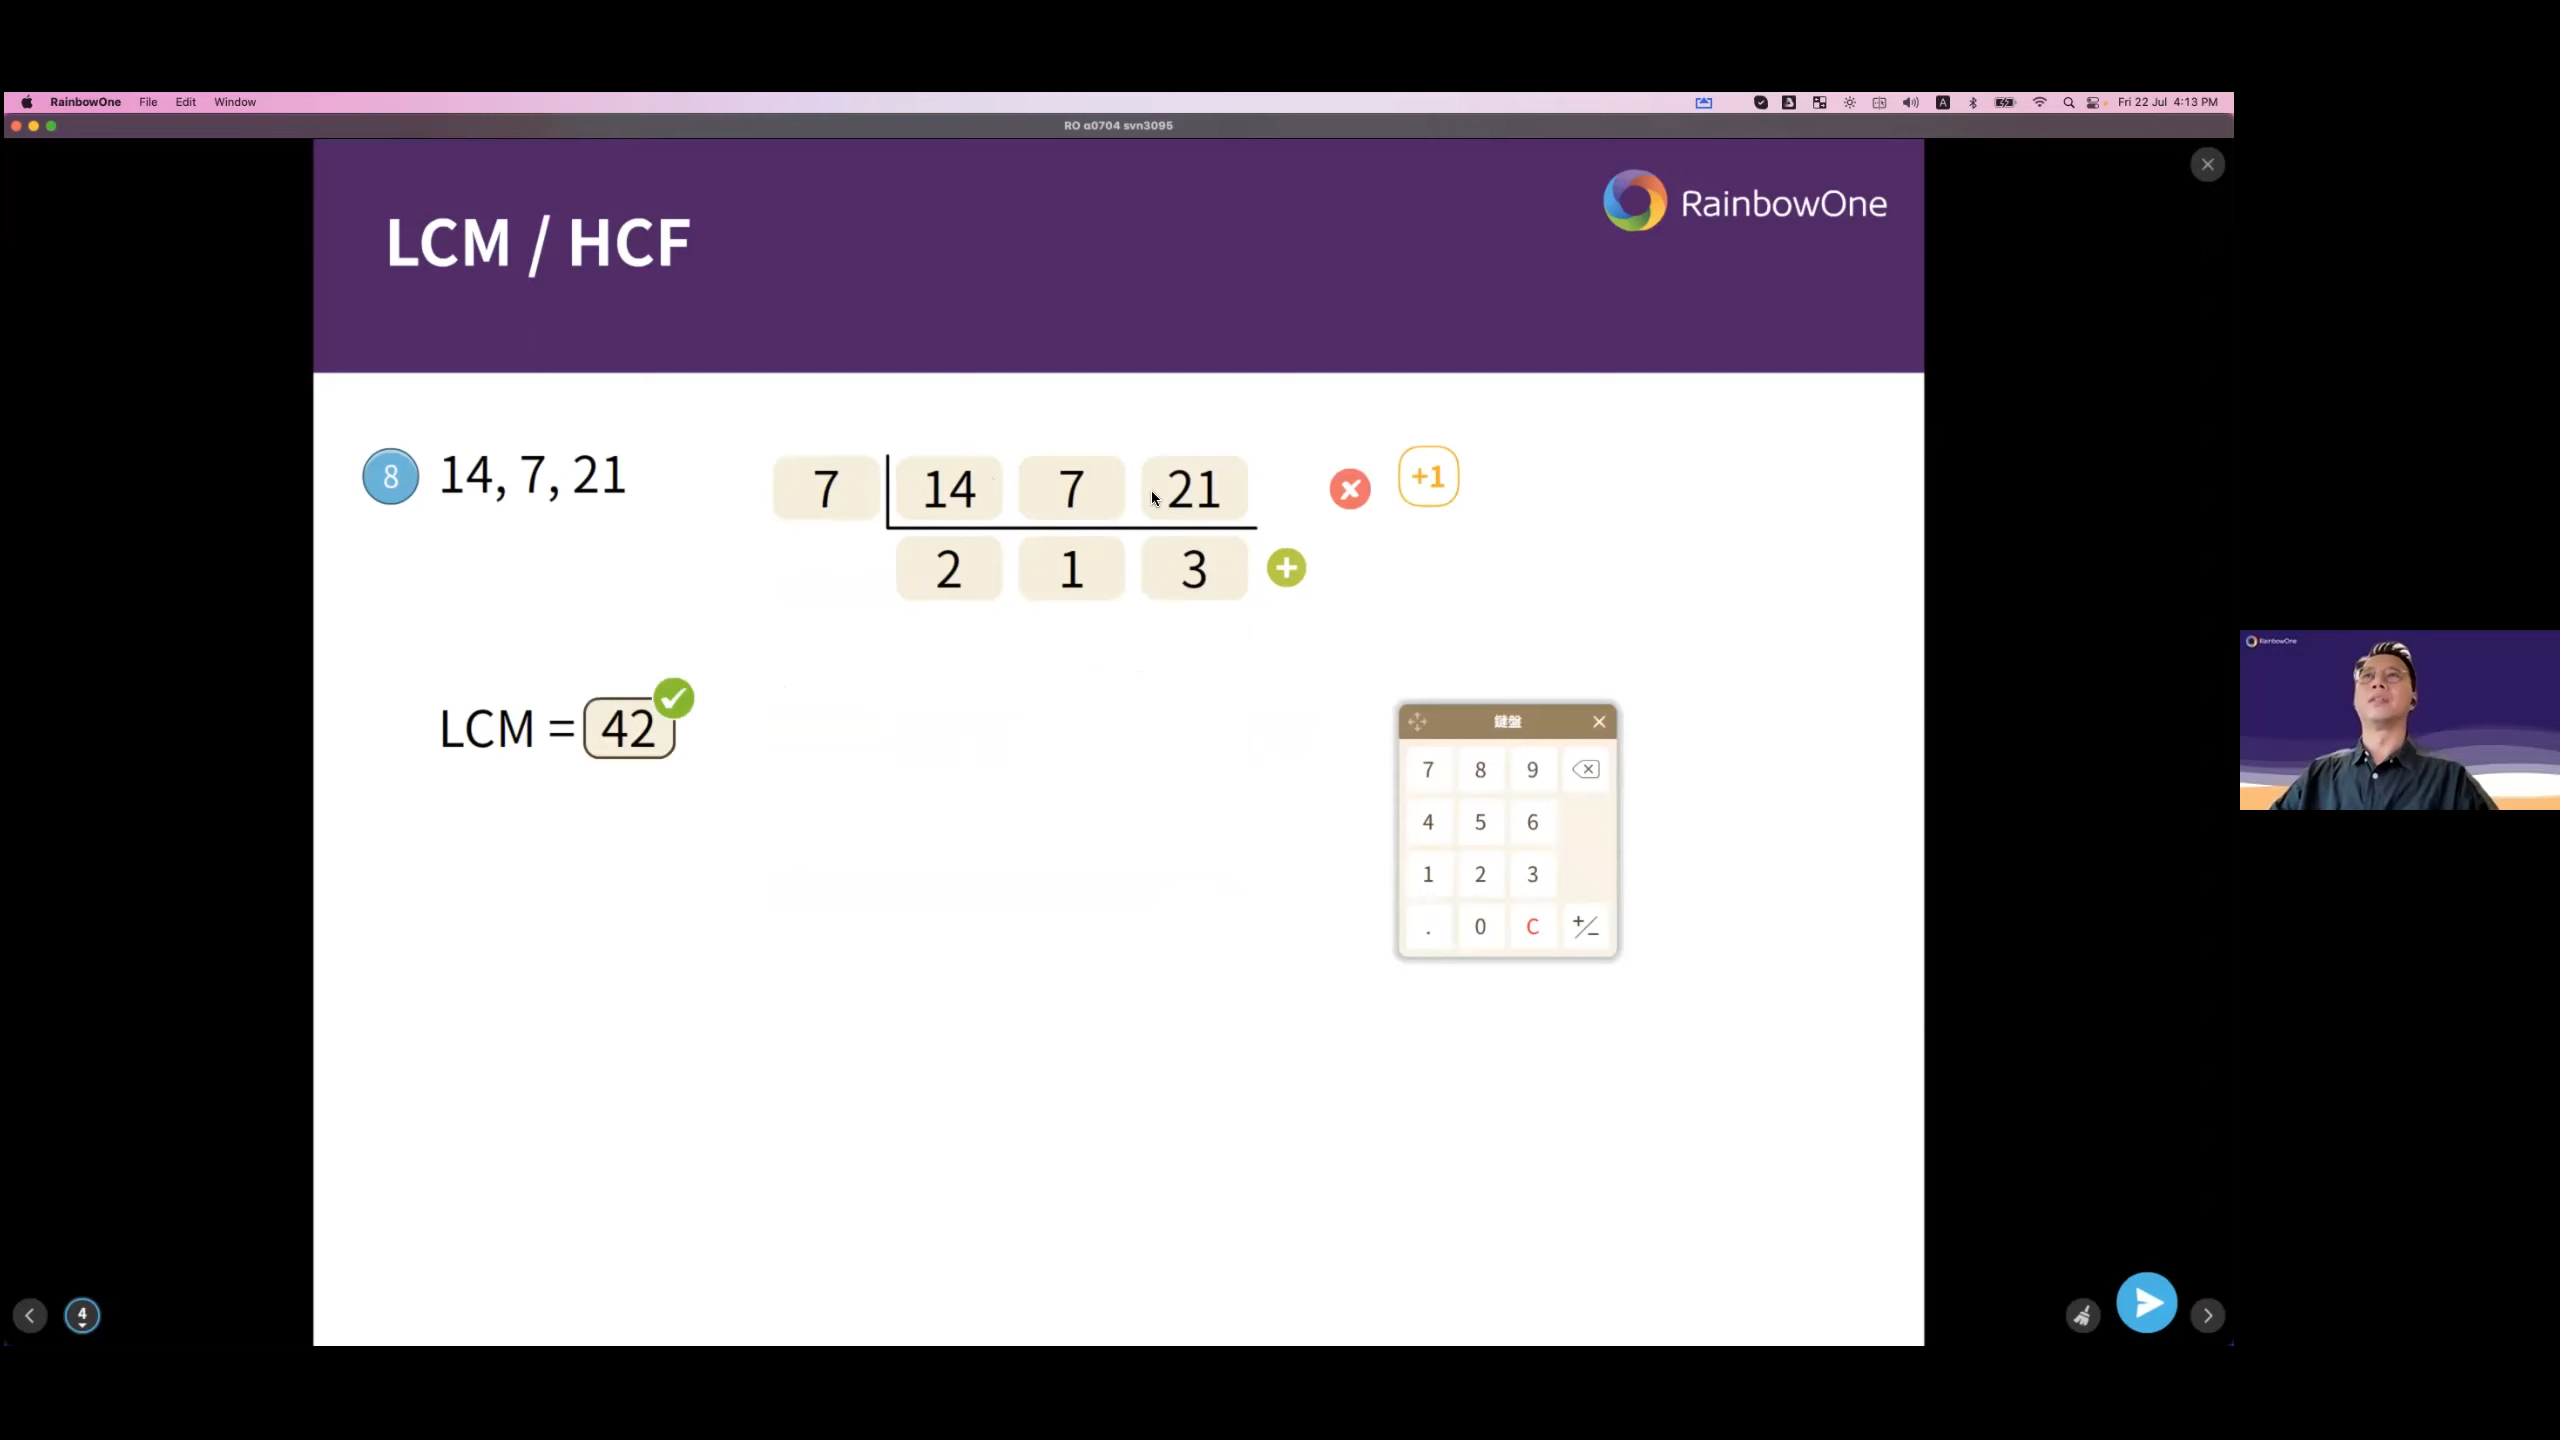 RainbowOne File Edit Window
A
Fri 22 Jul 4:13 PM
RO a0704 svn3095
RainbowOne
LCM / HCF
8 14, 7, 21
7 14 7 21
+1
2 1 3
LCM = 42
鍵盤
7 8 9
4 5 6
1 2 3
. 0 C +/−
RainbowOne
4